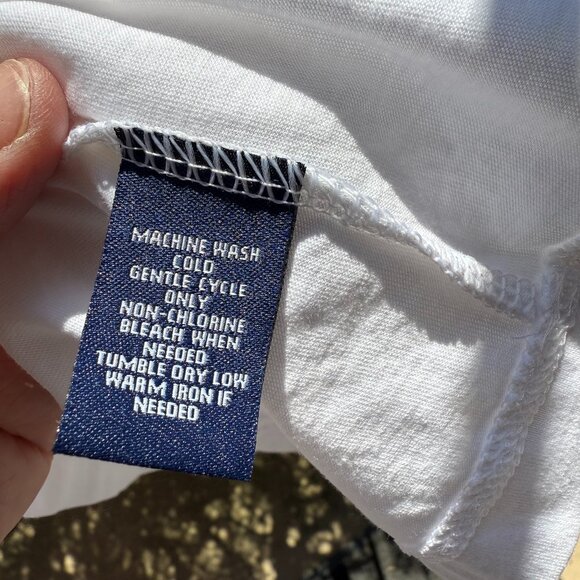 MACHINE WASH
COLD
GENTLE CYCLE
ONLY
NON-CHLORINE
BLEACH WHEN
NEEDED
TUMBLE DRY LOW
WARM IRON IF
NEEDED